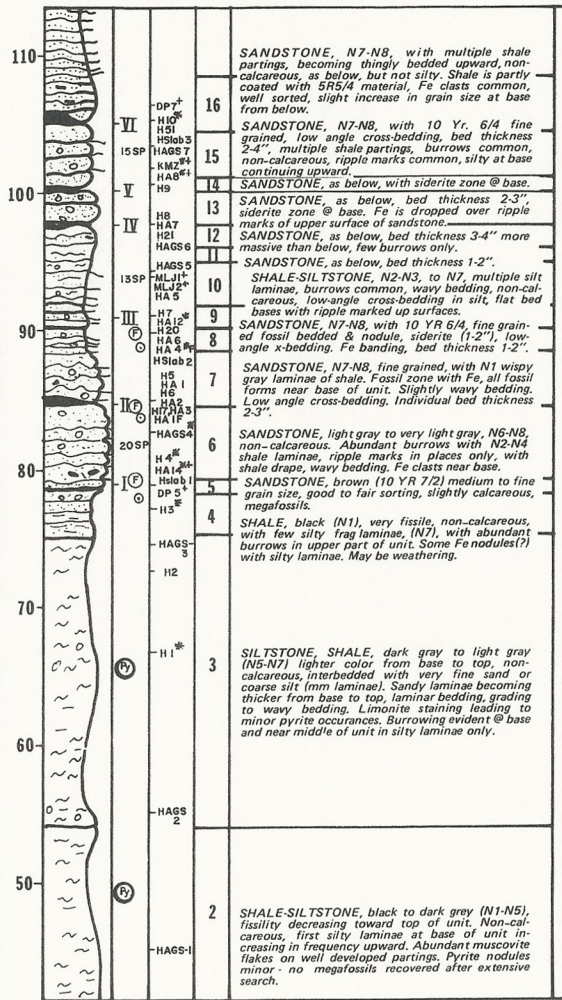 110
100
90
80
70
60
50
VI
V
IV
III
II
F
I
F
Py
Py
15SP
13SP
20SP
DP7+
H10*
H51
HSlab3
HAGS7
KMZ*+
HA8*+
H9
H8
HA7
H21
HAGS6
HAGS5
MLJ1+
MLJ2+
HA5
H7
HA12*
H20
HA6
HA4*F
HSlab2
H5
HA1
H6
HA2
H17,HA3
HA1F*
HAGS4
H4*
HA14*+
Hslab1
DP5+
H3*
HAGS-
3
H2
H1*
HAGS
2
HAGS-1
16
SANDSTONE, N7-N8, with multiple shale
partings, becoming thingly bedded upward, non-
calcareous, as below, but not silty. Shale is partly
coated with 5R5/4 material, Fe clasts common,
well sorted, slight increase in grain size at base
from below.
15
SANDSTONE, N7-N8, with 10 Yr. 6/4 fine
grained, low angle cross-bedding, bed thickness
2-4", multiple shale partings, burrows common,
non-calcareous, ripple marks common, silty at base
continuing upward.
14
SANDSTONE, as below, with siderite zone @ base.
13
SANDSTONE, as below, bed thickness 2-3",
siderite zone @ base. Fe is dropped over ripple
marks of upper surface of sandstone.
12
SANDSTONE, as below, bed thickness 3-4" more
massive than below, few burrows only.
11
SANDSTONE, as below, bed thickness 1-2".
10
SHALE-SILTSTONE, N2-N3, to N7, multiple silt
laminae, burrows common, wavy bedding, non-cal-
careous, low-angle cross-bedding in silt, flat bed
bases with ripple marked up surfaces.
9
8
SANDSTONE, N7-N8, with 10 YR 6/4, fine grain-
ed fossil bedded & nodule, siderite (1-2"), low-
angle x-bedding. Fe banding, bed thickness 1-2".
7
SANDSTONE, N7-N8, fine grained, with N1 wispy
gray laminae of shale. Fossil zone with Fe, all fossil
forms near base of unit. Slightly wavy bedding.
Low angle cross-bedding. Individual bed thickness
2-3".
6
SANDSTONE, light gray to very light gray, N6-N8,
non-calcareous. Abundant burrows with N2-N4
shale laminae, ripple marks in places only, with
shale drape, wavy bedding. Fe clasts near base.
5
SANDSTONE, brown (10 YR 7/2) medium to fine
grain size, good to fair sorting, slightly calcareous,
megafossils.
4
SHALE, black (N1), very fissile, non-calcareous,
with few silty frag laminae, (N7), with abundant
burrows in upper part of unit. Some Fe nodules(?)
with silty laminae. May be weathering.
3
SILTSTONE, SHALE, dark gray to light gray
(N5-N7) lighter color from base to top, non-
calcareous, interbedded with very fine sand or
coarse silt (mm laminae). Sandy laminae becoming
thicker from base to top, laminar bedding, grading
to wavy bedding. Limonite staining leading to
minor pyrite occurances. Burrowing evident @ base
and near middle of unit in silty laminae only.
2
SHALE-SILTSTONE, black to dark grey (N1-N5),
fissility decreasing toward top of unit. Non-cal-
careous, first silty laminae at base of unit in-
creasing in frequency upward. Abundant muscovite
flakes on well developed partings. Pyrite nodules
minor - no megafossils recovered after extensive
search.